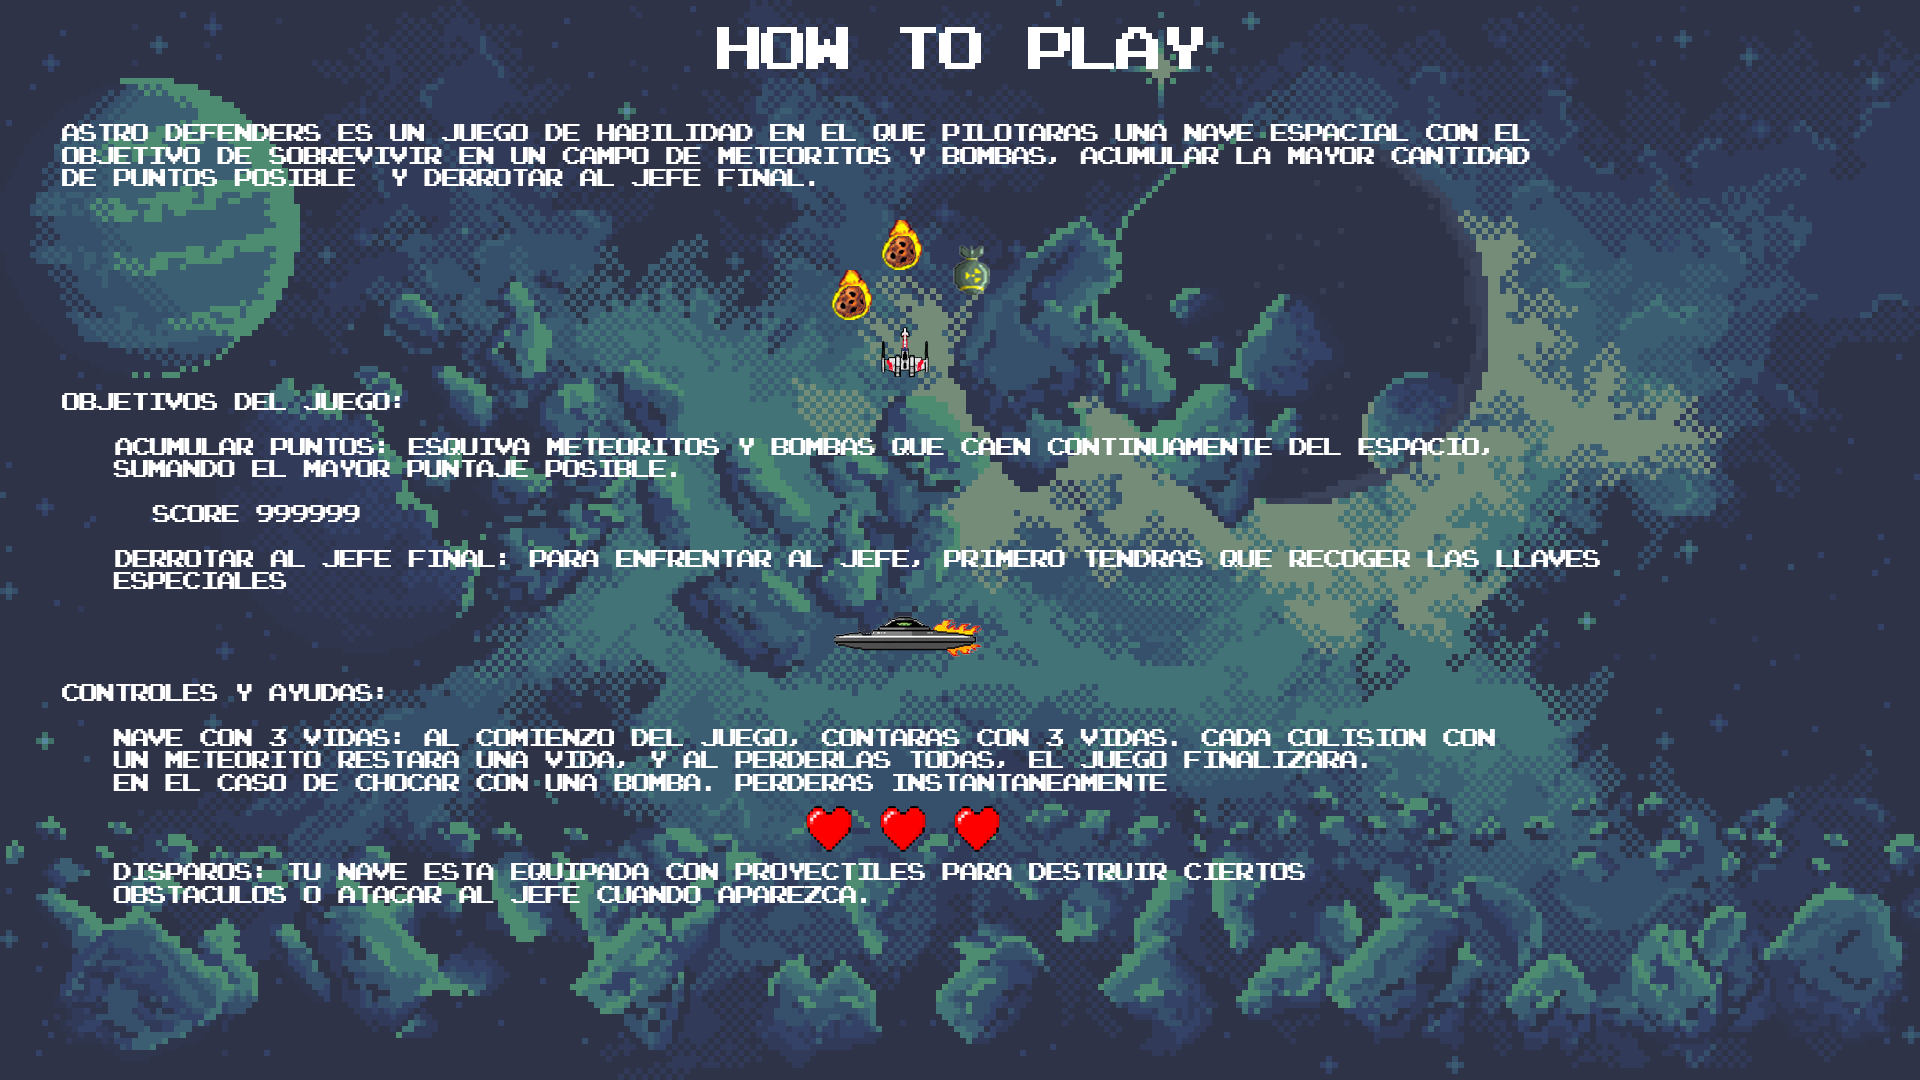 HOW TO PLAY
ASTRO DEFENDERS ES UN JUEGO DE HABILIDAD EN EL QUE PILOTARAS UNA NAVE ESPACIAL CON EL
OBJETIVO DE SOBREVIVIR EN UN CAMPO DE METEORITOS Y BOMBAS, ACUMULAR LA MAYOR CANTIDAD
DE PUNTOS POSIBLE  Y DERROTAR AL JEFE FINAL.
OBJETIVOS DEL JUEGO:
ACUMULAR PUNTOS: ESQUIVA METEORITOS Y BOMBAS QUE CAEN CONTINUAMENTE DEL ESPACIO,
SUMANDO EL MAYOR PUNTAJE POSIBLE.
SCORE 999999
DERROTAR AL JEFE FINAL: PARA ENFRENTAR AL JEFE, PRIMERO TENDRAS QUE RECOGER LAS LLAVES
ESPECIALES
CONTROLES Y AYUDAS:
NAVE CON 3 VIDAS: AL COMIENZO DEL JUEGO, CONTARAS CON 3 VIDAS. CADA COLISION CON
UN METEORITO RESTARA UNA VIDA, Y AL PERDERLAS TODAS, EL JUEGO FINALIZARA.
EN EL CASO DE CHOCAR CON UNA BOMBA. PERDERAS INSTANTANEAMENTE
DISPAROS: TU NAVE ESTA EQUIPADA CON PROYECTILES PARA DESTRUIR CIERTOS
OBSTACULOS O ATACAR AL JEFE CUANDO APAREZCA.